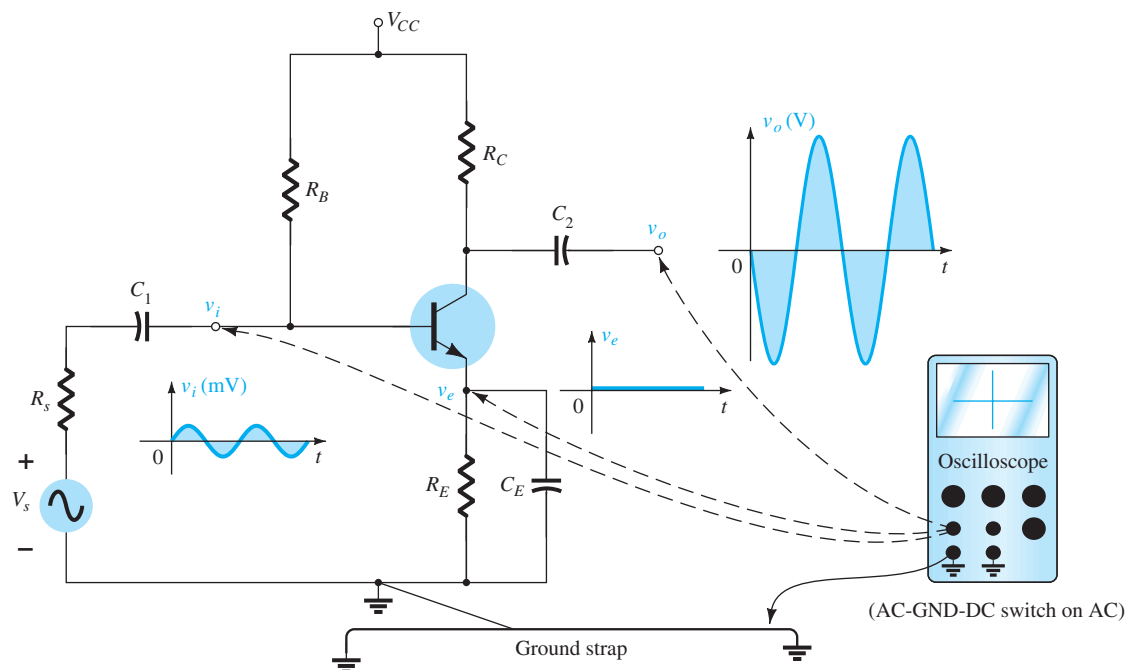 V_CC
v_o (V)
R_C
R_B
C_2
v_o
0
t
C_1
v_i
v_e
v_i (mV)
R_s
v_e
0
t
0
t
Oscilloscope
+
V_s
–
R_E
C_E
(AC-GND-DC switch on AC)
Ground strap